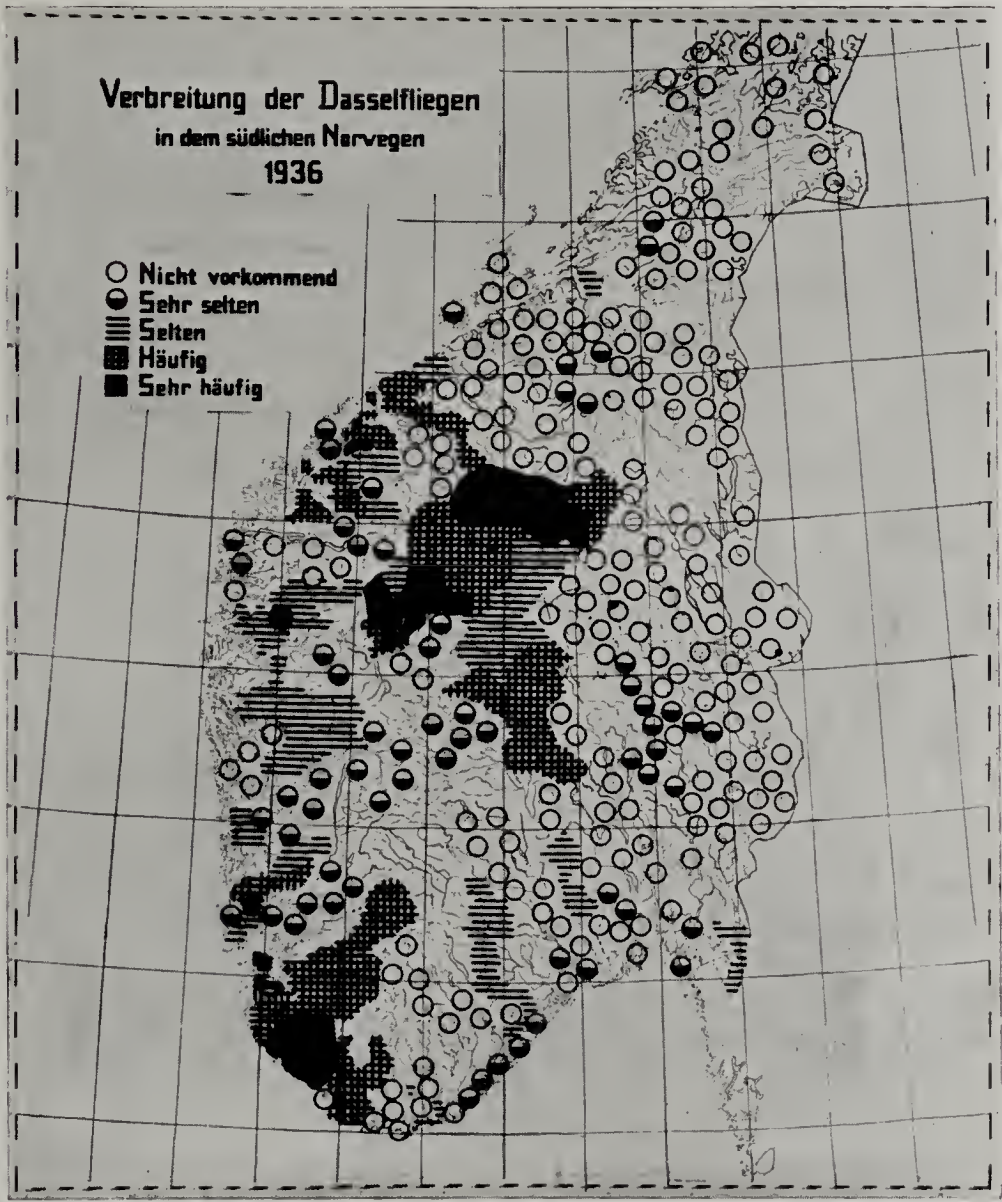 Verbreitung der Dasselfliegen
in dem südlichen Norvegen
1936
Nicht vorkommend
Sehr selten
Selten
Häufig
Sehr häufig